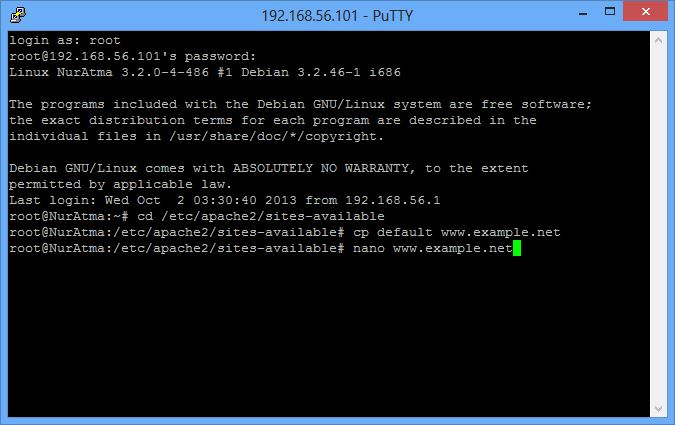 192.168.56.101 - PuTTY
login as: root
root@192.168.56.101's password:
Linux NurAtma 3.2.0-4-486 #1 Debian 3.2.46-1 i686
The programs included with the Debian GNU/Linux system are free software;
the exact distribution terms for each program are described in the
individual files in /usr/share/doc/*/copyright.
Debian GNU/Linux comes with ABSOLUTELY NO WARRANTY, to the extent
permitted by applicable law.
Last login: Wed Oct  2 03:30:40 2013 from 192.168.56.1
root@NurAtma:~# cd /etc/apache2/sites-available
root@NurAtma:/etc/apache2/sites-available# cp default www.example.net
root@NurAtma:/etc/apache2/sites-available# nano www.example.net